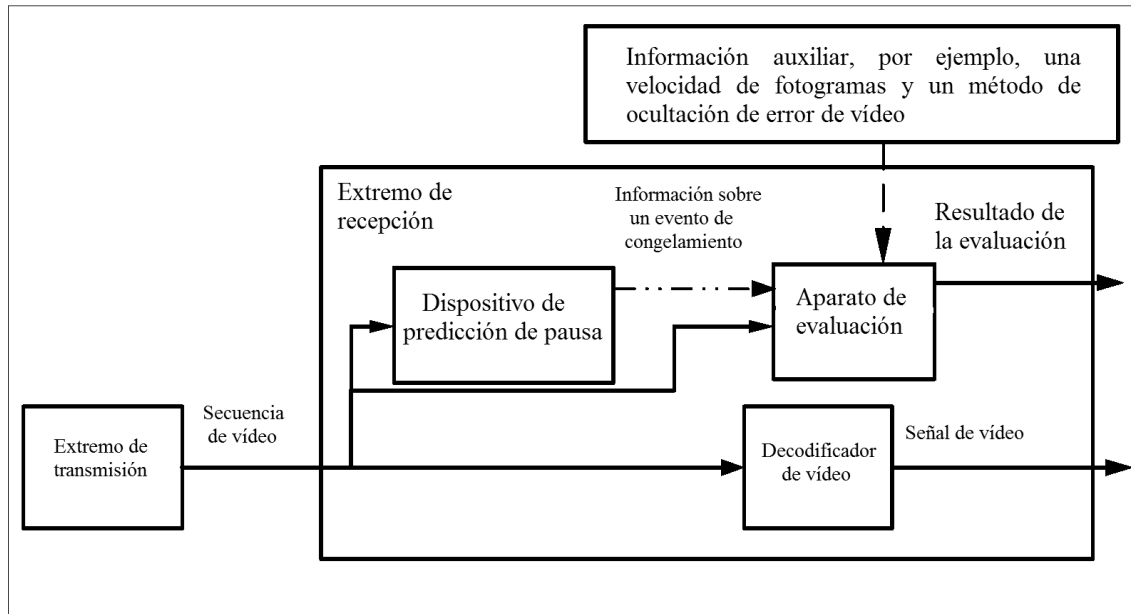 Información auxiliar, por ejemplo, una
velocidad de fotogramas y un método de
ocultación de error de vídeo
Extremo de
recepción
Información sobre
un evento de
congelamiento
Resultado de
la evaluación
Dispositivo de
predicción de pausa
Aparato de
evaluación
Secuencia
de vídeo
Extremo de
transmisión
Decodificador
de vídeo
Señal de vídeo